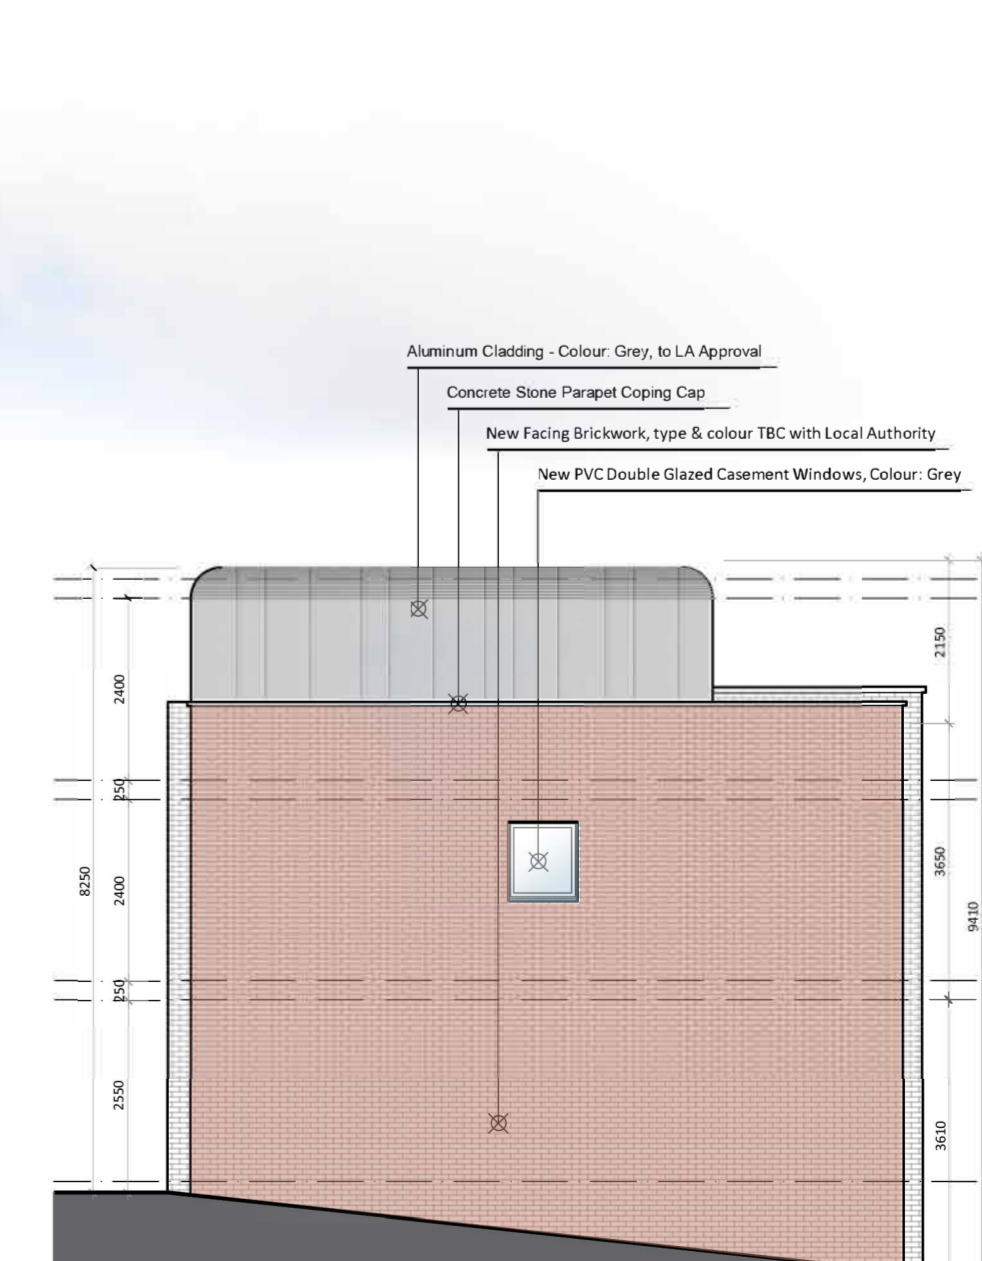 Aluminum Cladding - Colour: Grey, to LA Approval
Concrete Stone Parapet Coping Cap
New Facing Brickwork, type & colour TBC with Local Authority
New PVC Double Glazed Casement Windows, Colour: Grey
2400
250
2400
8250
250
2550
2150
3650
9410
3610